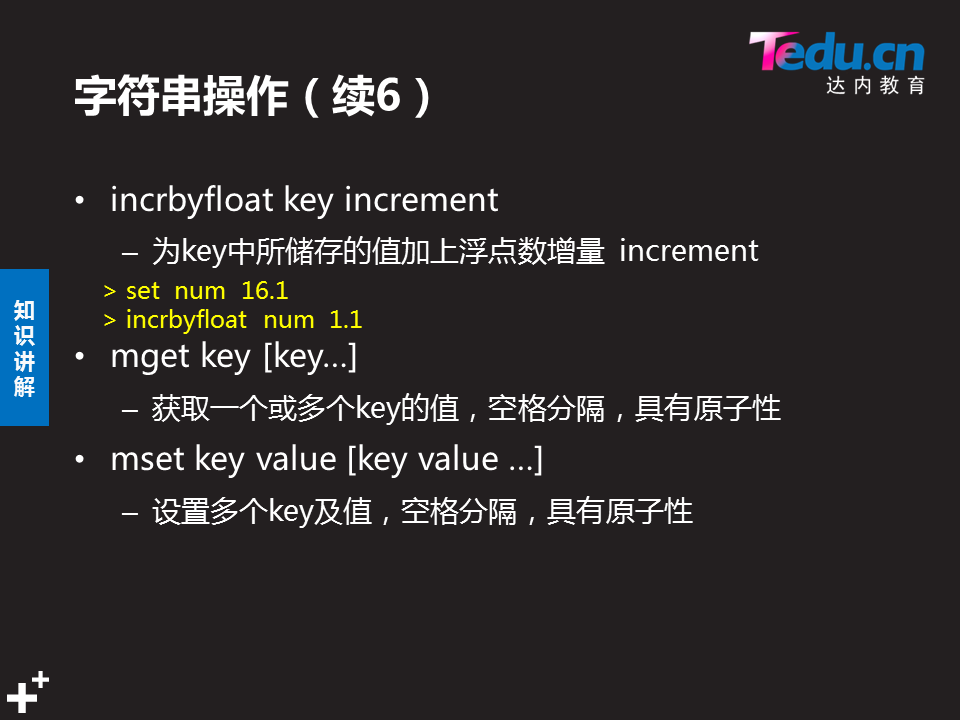 Tedu.cn
达内教育
字符串操作（续6）
• incrbyfloat key increment
– 为key中所储存的值加上浮点数增量 increment
> set num 16.1
> incrbyfloat num 1.1
• mget key [key…]
– 获取一个或多个key的值，空格分隔，具有原子性
• mset key value [key value …]
– 设置多个key及值，空格分隔，具有原子性
知
识
讲
解